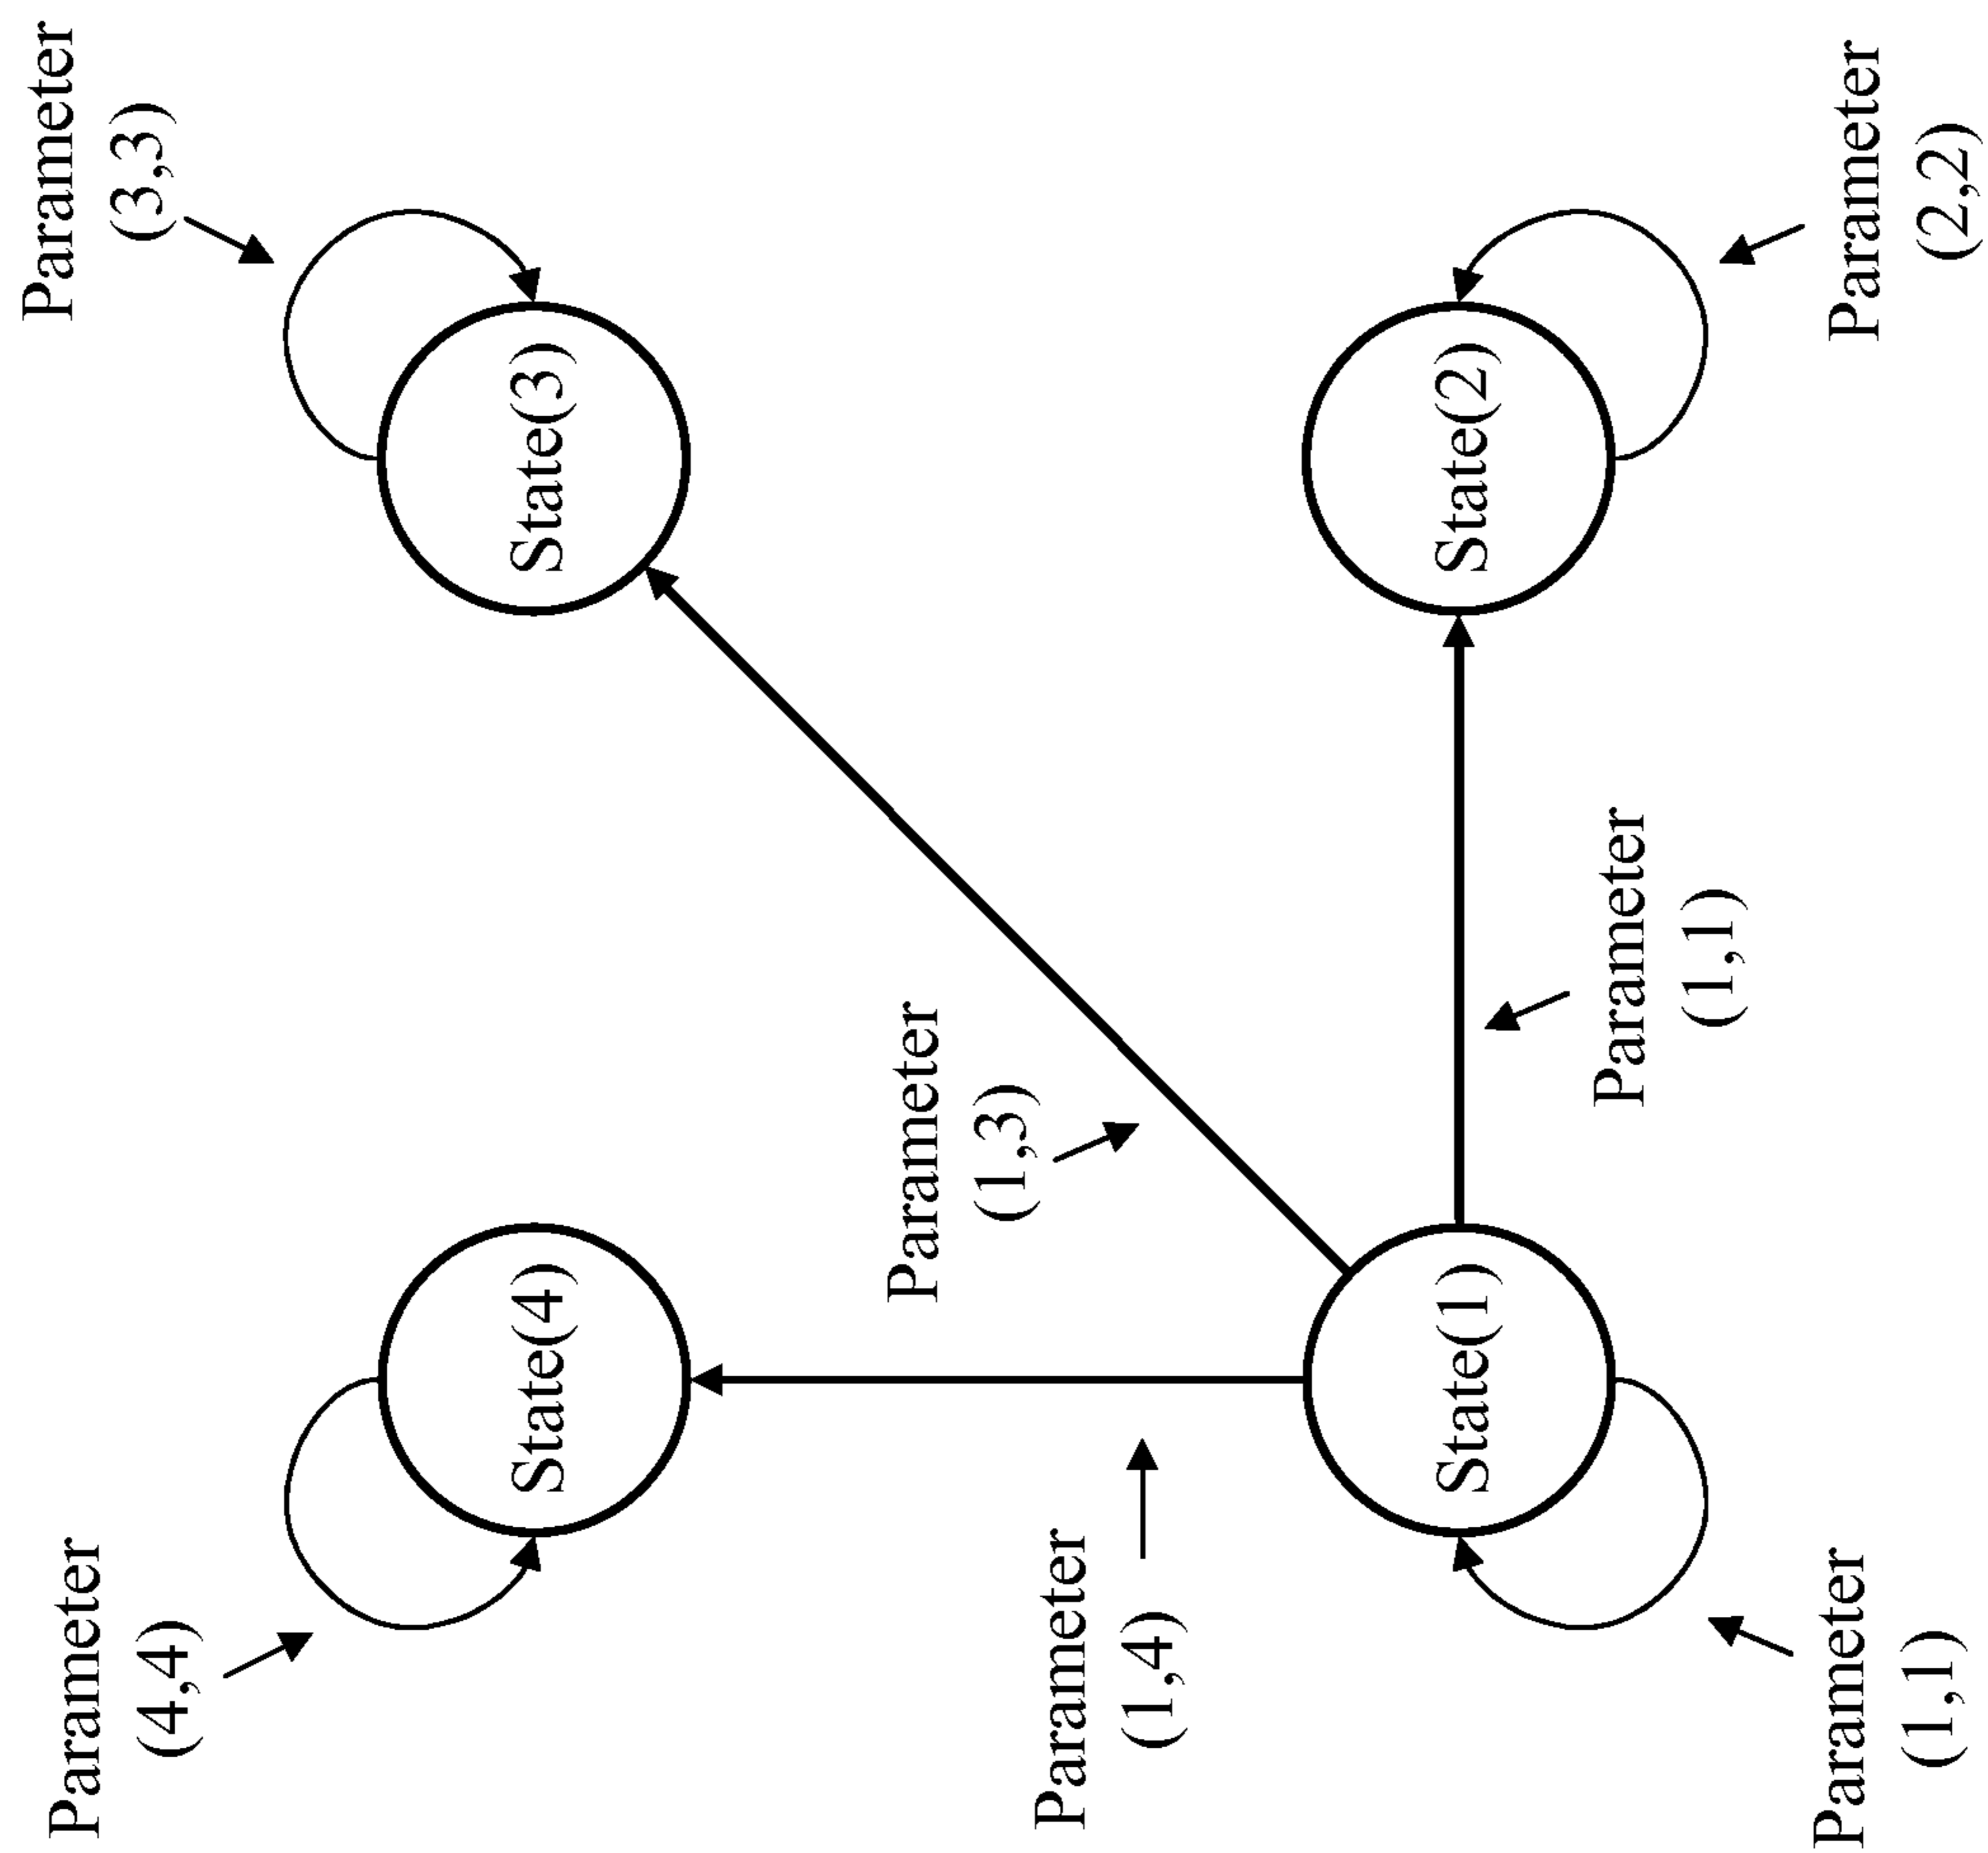 Parameter
(4,4)
Parameter
(3,3)
State(4)
State(3)
Parameter
(1,3)
Parameter
(1,4)
State(1)
State(2)
Parameter
(1,1)
Parameter
(1,1)
Parameter
(2,2)